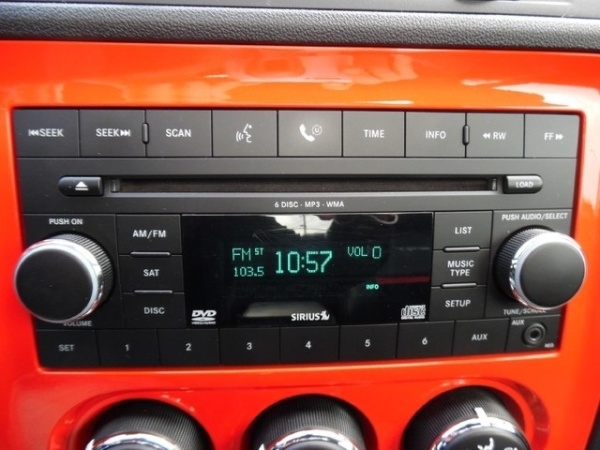 SEEK SEEK SCAN TIME INFO RW FF
LOAD
6 DISC · MP3 · WMA
PUSH ON PUSH AUDIO/SELECT
AM/FM LIST
FM ST 10:57 VOL 0
103.5
SAT MUSIC TYPE
INFO
DISC DVD SIRIUS SETUP
VOLUME TUNE/SCROLL
SET 1 2 3 4 5 6 AUX AUX